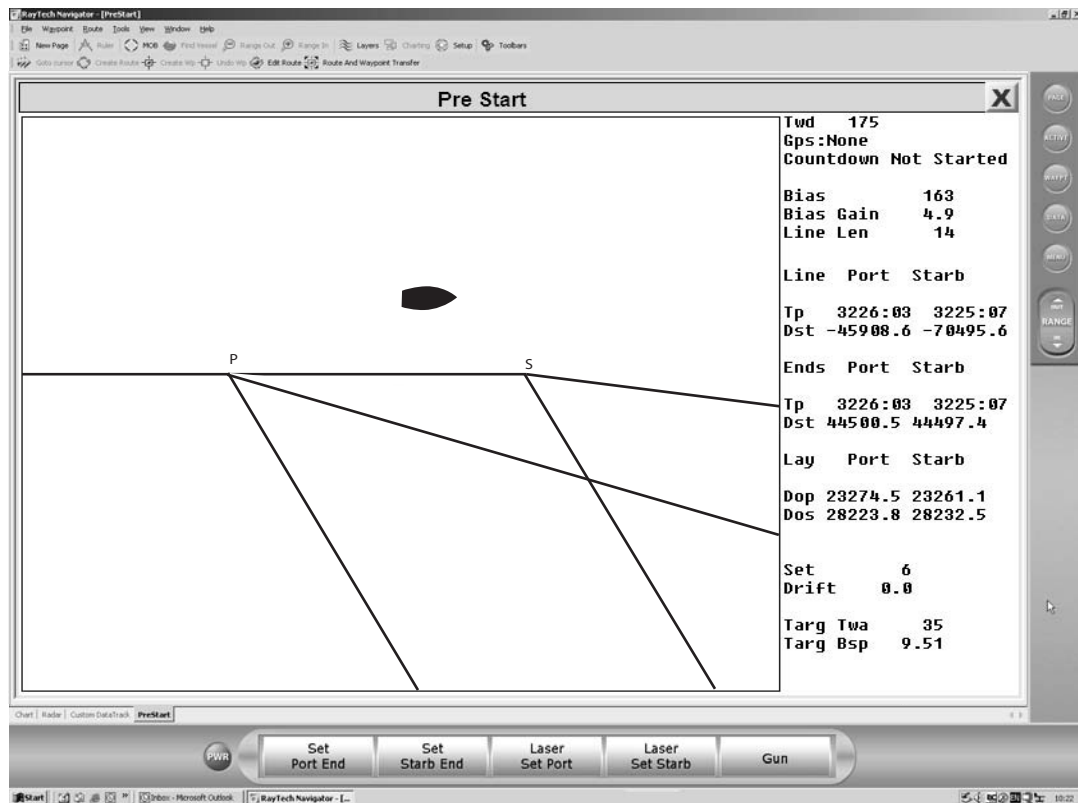 RayTech Navigator - [PreStart]
File Waypoint Route Tools View Window Help
New Page Ruler MOB Find Vessel Range Out Range In Layers Charting Setup Toolbars
Goto cursor Create Route Create Wp Undo Wp Edit Route Route And Waypoint Transfer
Pre Start X
Twd 175
Gps:None
Countdown Not Started
Bias 163
Bias Gain 4.9
Line Len 14
Line Port Starb
Tp 3226:03 3225:07
Dst -45908.6 -70495.6
Ends Port Starb
Tp 3226:03 3225:07
Dst 44500.5 44497.4
Lay Port Starb
Dop 23274.5 23261.1
Dos 28223.8 28232.5
Set 6
Drift 0.0
Targ Twa 35
Targ Bsp 9.51
P
S
PAGE
ACTIVE
WAYPT
DATA
MENU
OUT
RANGE
IN
Chart Radar Custom DataTrack PreStart
PWR
Set Port End
Set Starb End
Laser Set Port
Laser Set Starb
Gun
Start Inbox - Microsoft Outlook RayTech Navigator - [... 10:22